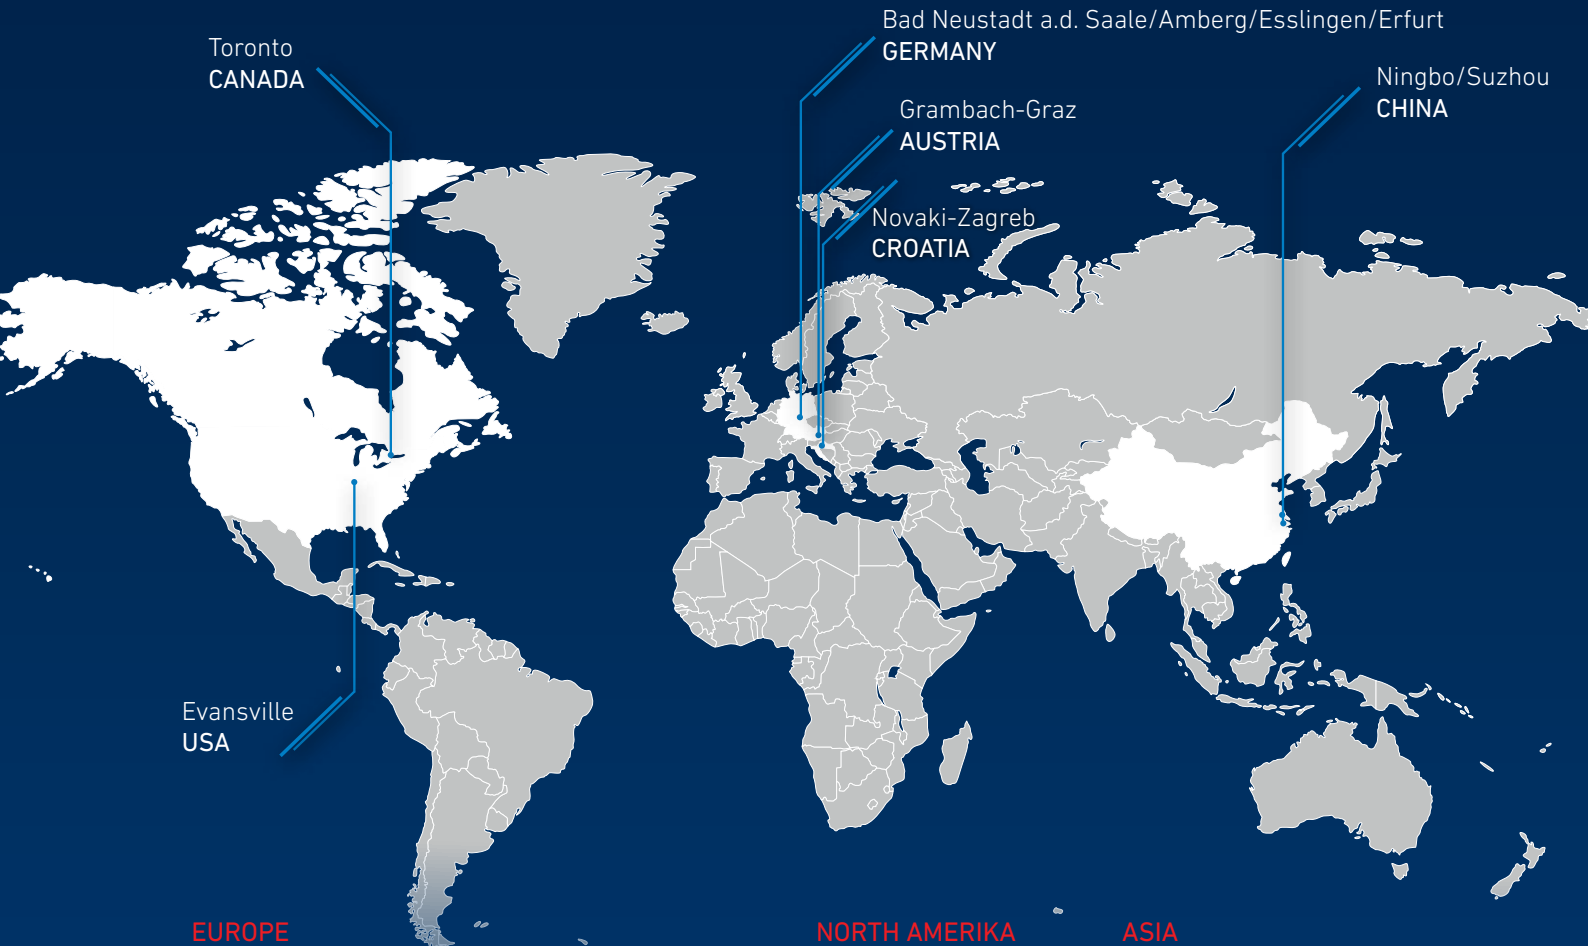 Bad Neustadt a.d. Saale/Amberg/Esslingen/Erfurt
GERMANY
Toronto
CANADA
Ningbo/Suzhou
CHINA
Grambach-Graz
AUSTRIA
Novaki-Zagreb
CROATIA
Evansville
USA
EUROPE
NORTH AMERIKA
ASIA